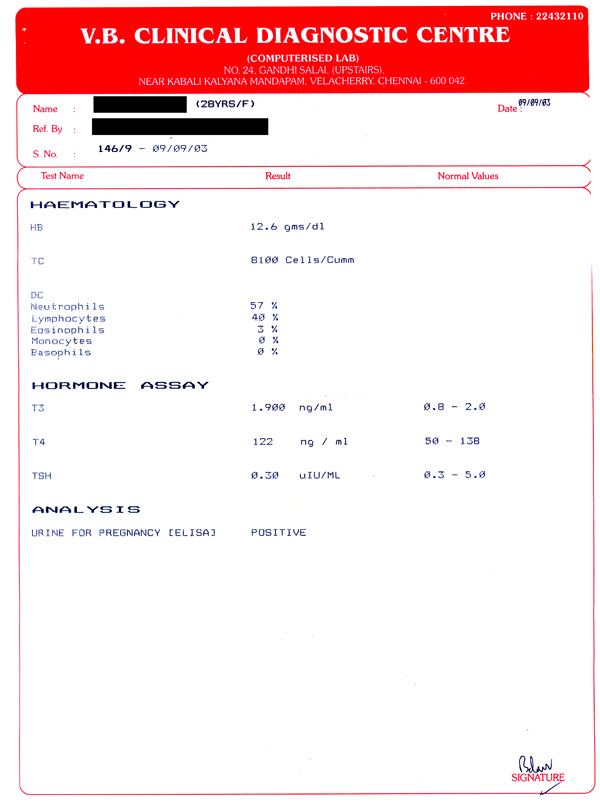 PHONE : 22432110
V.B. CLINICAL DIAGNOSTIC CENTRE
(COMPUTERISED LAB)
NO, 24, GANDHI SALAI, (UPSTAIRS),
NEAR KABALI KALYANA MANDAPAM, VELACHERRY, CHENNAI - 600 042.
Name : (28YRS/F) Date : 09/09/03
Ref. By :
S. No. : 146/9 - 09/09/03
Test Name Result Normal Values
HAEMATOLOGY
HB 12.6 gms/dl
TC 8100 Cells/Cumm
DC
Neutrophils 57 %
Lymphocytes 40 %
Eosinophils 3 %
Monocytes 0 %
Basophils 0 %
HORMONE ASSAY
T3 1.900 ng/ml 0.8 - 2.0
T4 122 ng / ml 50 - 138
TSH 0.30 uIU/ML 0.3 - 5.0
ANALYSIS
URINE FOR PREGNANCY [ELISA] POSITIVE
SIGNATURE